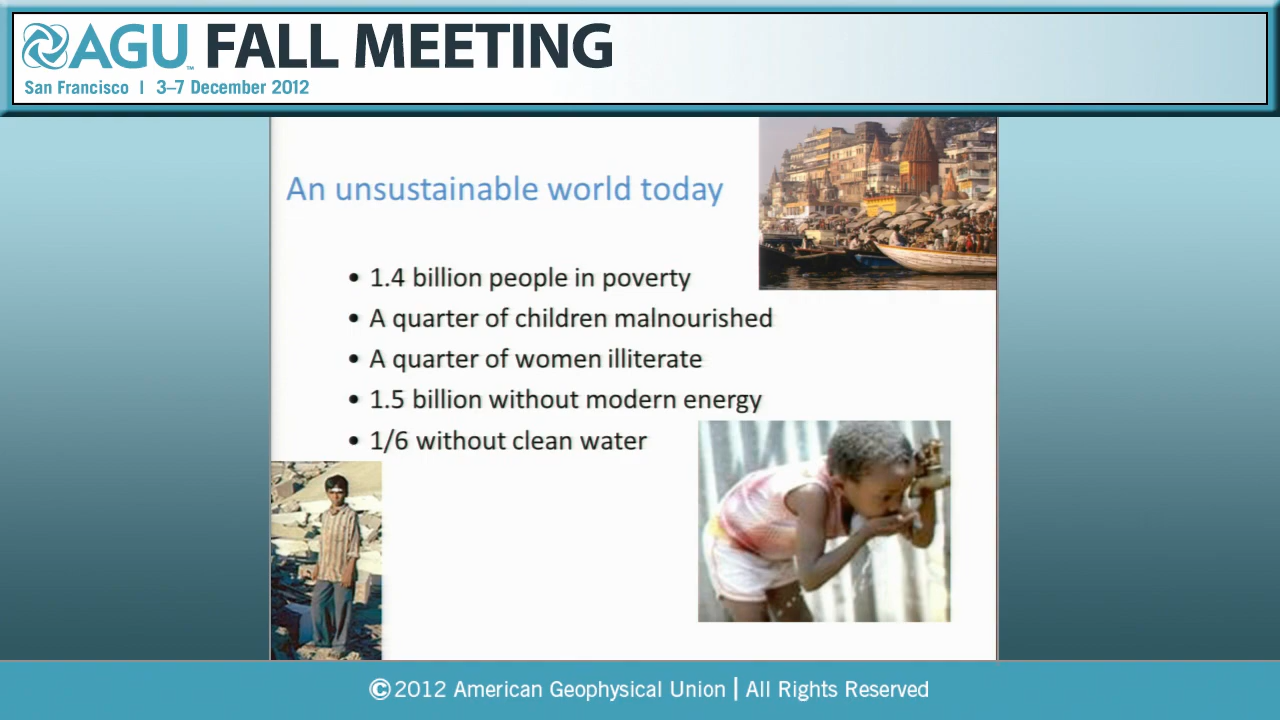 AGU™ FALL MEETING
San Francisco | 3–7 December 2012
An unsustainable world today
• 1.4 billion people in poverty
• A quarter of children malnourished
• A quarter of women illiterate
• 1.5 billion without modern energy
• 1/6 without clean water
©2012 American Geophysical Union | All Rights Reserved